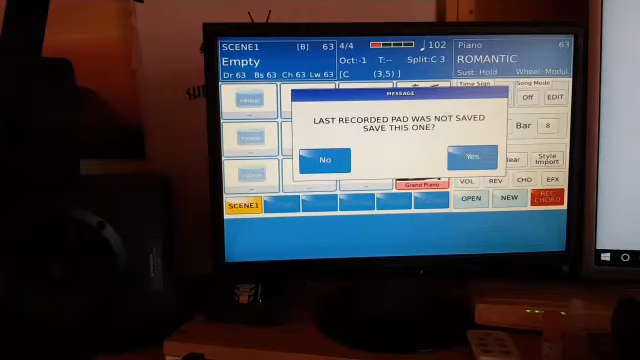 SCENE1 [B] 63
Empty
Dr 63 Bs 63 Ch 63 Lw 63
4/4 102
Oct:-1 T:-- Split:C 3
[C (3,5) ]
Piano 63
ROMANTIC
Sust: Hold Wheel: Modul
Time Sign
Song Mode
Off
EDIT
MESSAGE
LAST RECORDED PAD WAS NOT SAVED
SAVE THIS ONE?
No
Yes
Bar 8
Style
Import
Grand Piano
VOL REV CHO EFX
SCENE1
OPEN
NEW
REC
CHORD